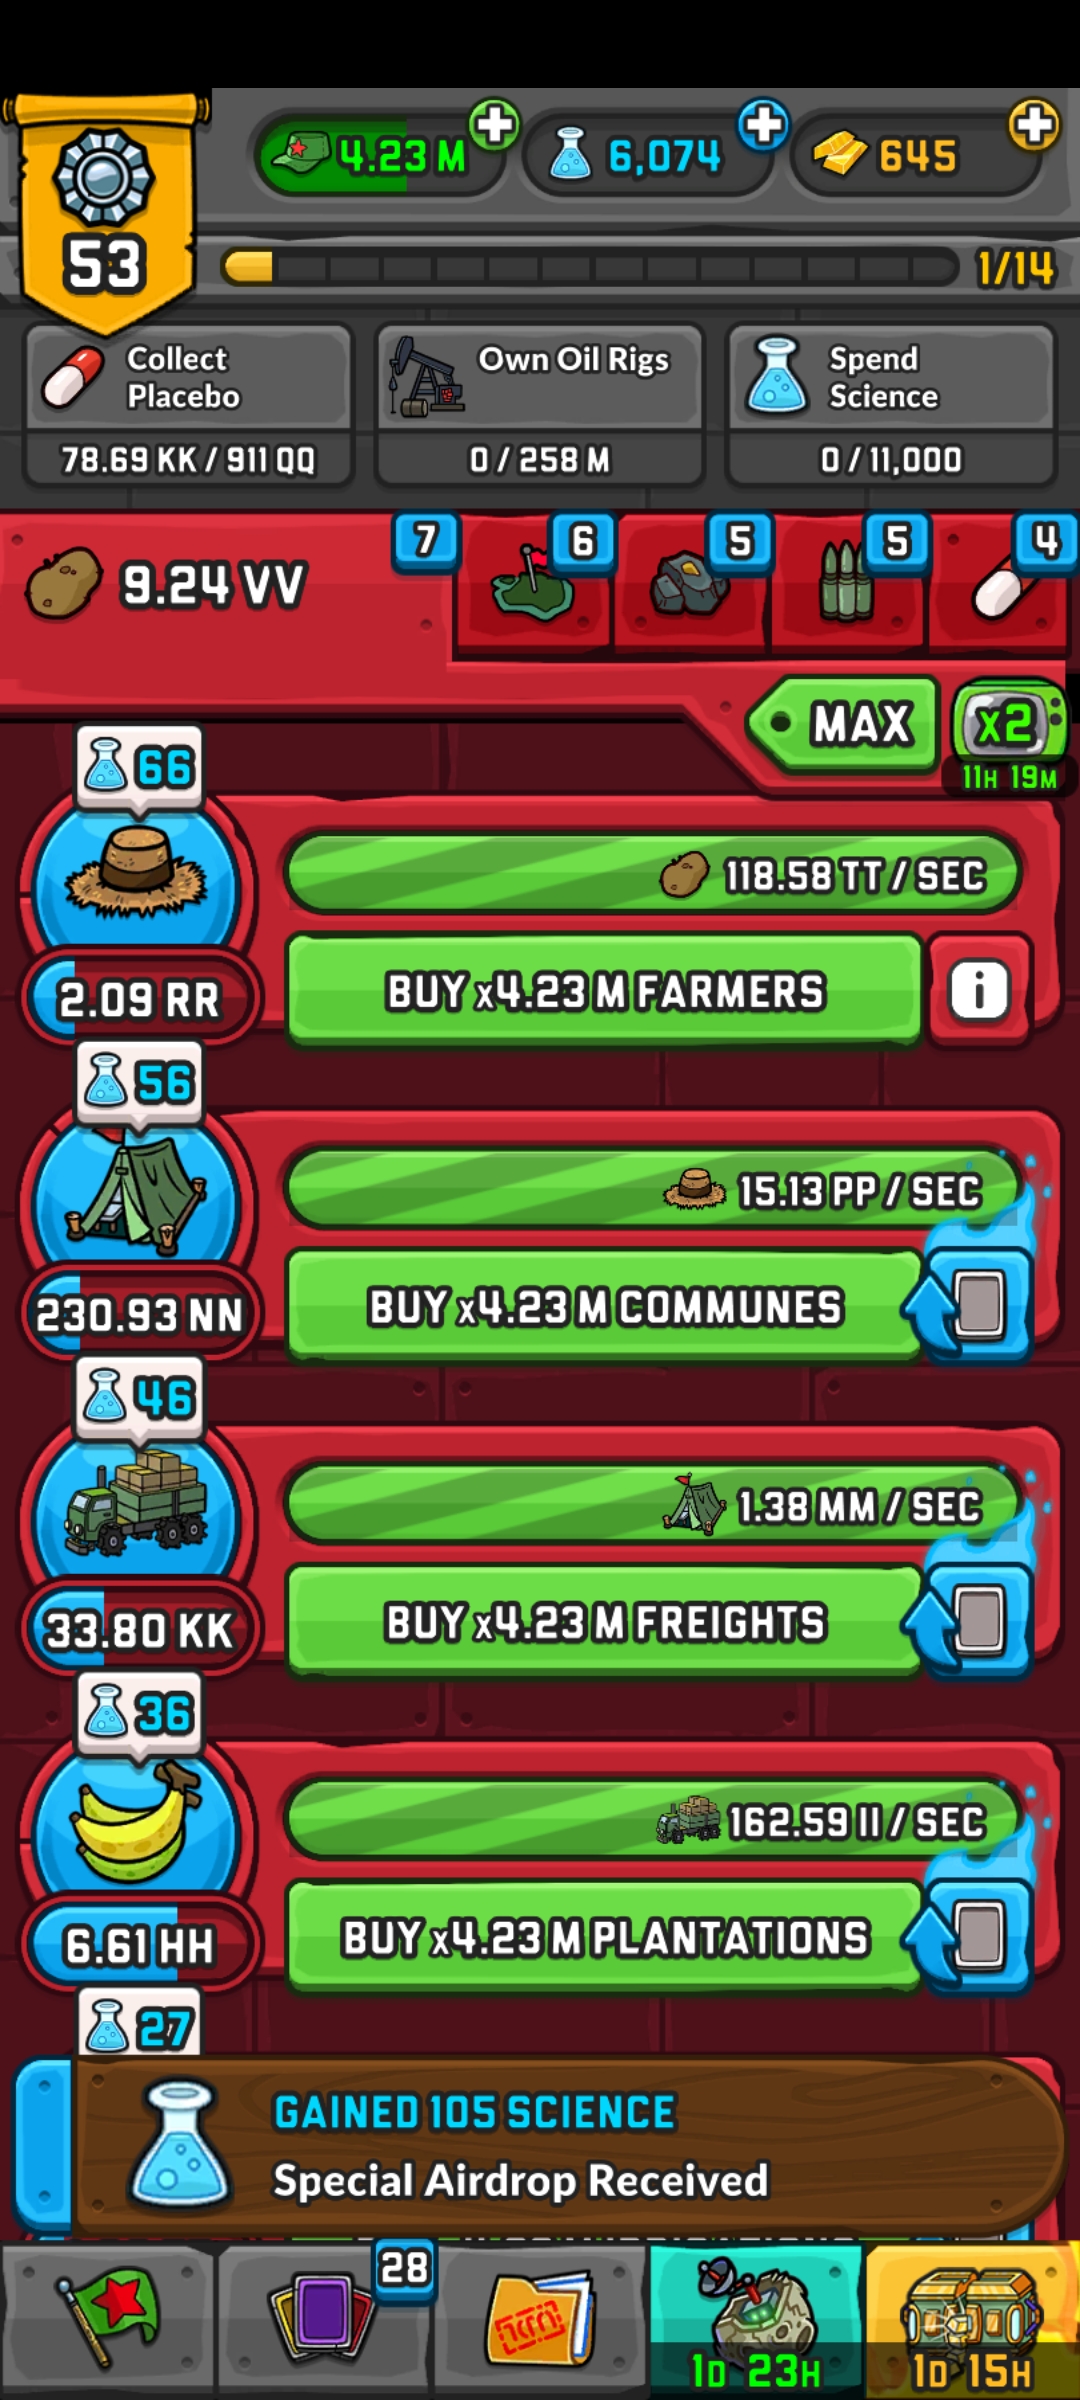 4.23 M
6,074
645
53
1/14
Collect
Placebo
Own Oil Rigs
Spend
Science
78.69 KK / 911 QQ
0 / 258 M
0 / 11,000
9.24 VV
7
6
5
5
4
MAX
x2
11H 19M
66
118.58 TT / SEC
2.09 RR
BUY x4.23 M FARMERS
i
56
15.13 PP / SEC
230.93 NN
BUY x4.23 M COMMUNES
46
1.38 MM / SEC
33.80 KK
BUY x4.23 M FREIGHTS
36
162.59 II / SEC
6.61 HH
BUY x4.23 M PLANTATIONS
27
GAINED 105 SCIENCE
Special Airdrop Received
28
1D 23H
1D 15H